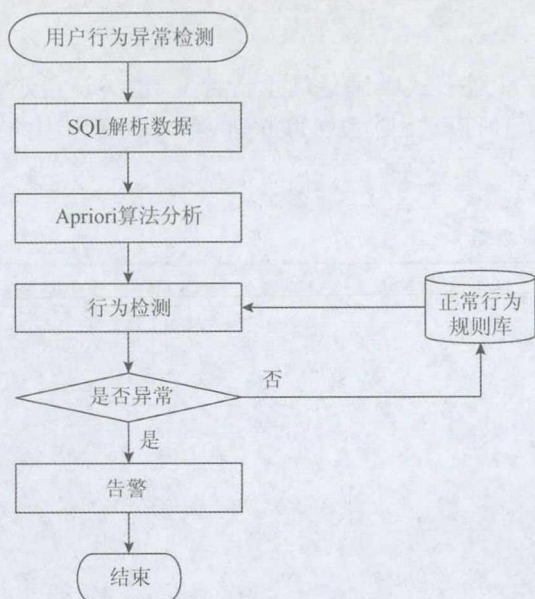 用户行为异常检测
SQL解析数据
Apriori算法分析
行为检测
正常行为
规则库
是否异常
否
是
告警
结束